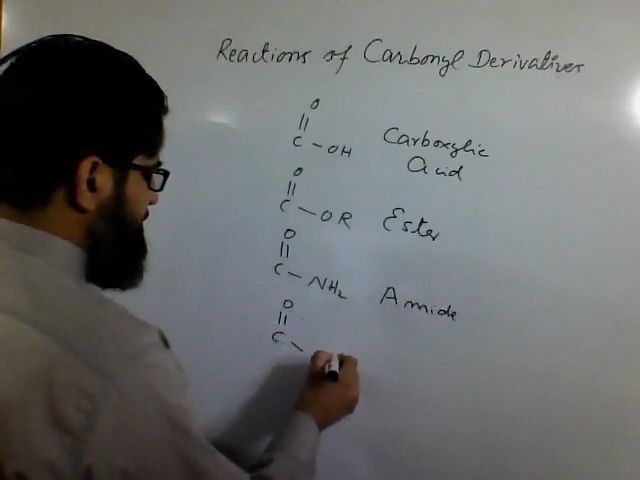 Reactions of Carbonyl Derivatives
O
||
C - OH Carboxylic
Acid
O
||
C - OR Ester
O
||
C - NH₂ Amide
O
||
C -